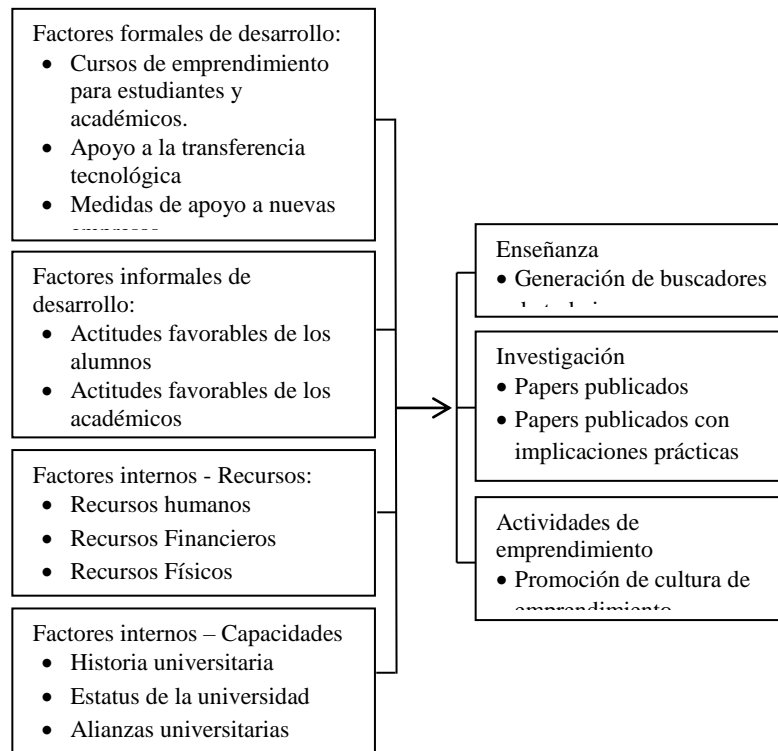 Factores formales de desarrollo:
• Cursos de emprendimiento
para estudiantes y
académicos.
• Apoyo a la transferencia
tecnológica
• Medidas de apoyo a nuevas
Factores informales de
desarrollo:
• Actitudes favorables de los
alumnos
• Actitudes favorables de los
académicos
Factores internos - Recursos:
• Recursos humanos
• Recursos Financieros
• Recursos Físicos
Factores internos – Capacidades
• Historia universitaria
• Estatus de la universidad
• Alianzas universitarias
Enseñanza
• Generación de buscadores
Investigación
• Papers publicados
• Papers publicados con
implicaciones prácticas
Actividades de
emprendimiento
• Promoción de cultura de